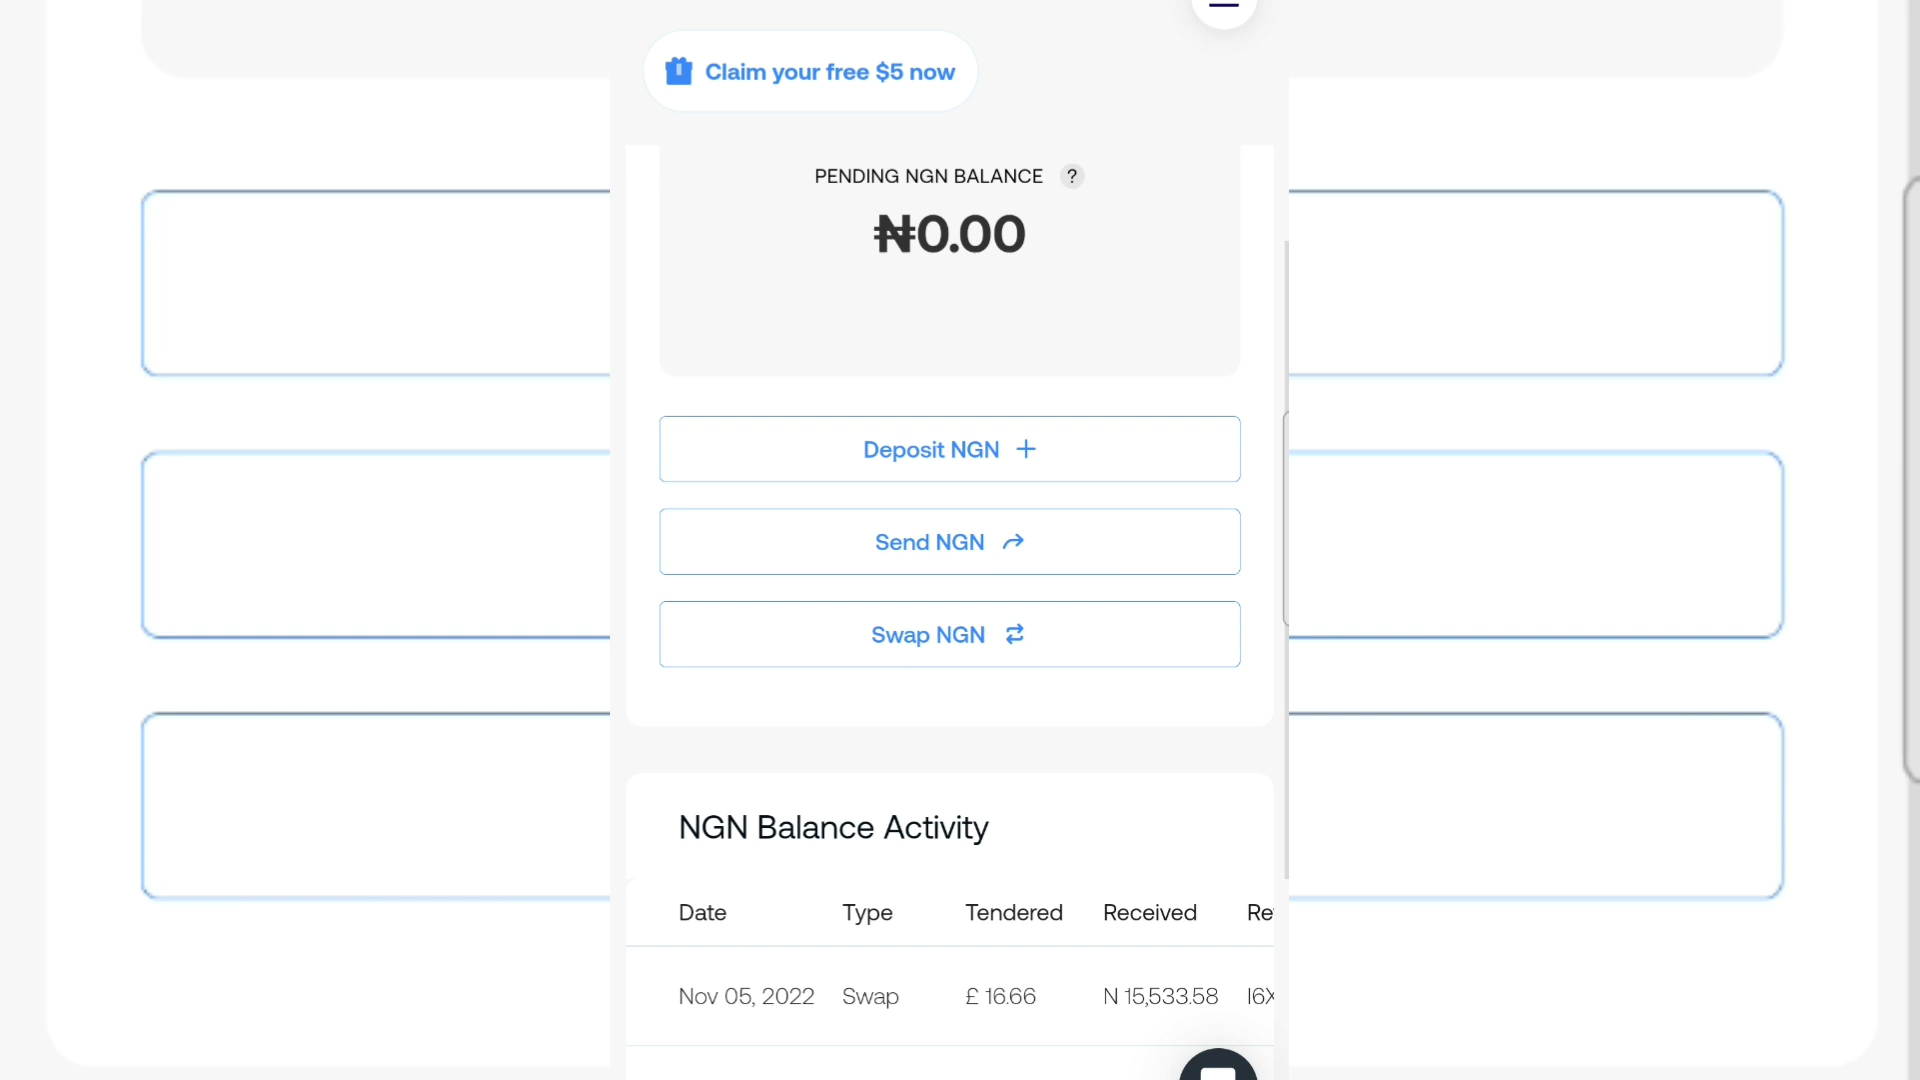 Claim your free $5 now
PENDING NGN BALANCE ?
₦0.00
Deposit NGN
Send NGN
Swap NGN
NGN Balance Activity
Date Type Tendered Received
Nov 05, 2022 Swap £ 16.66 N 15,533.58